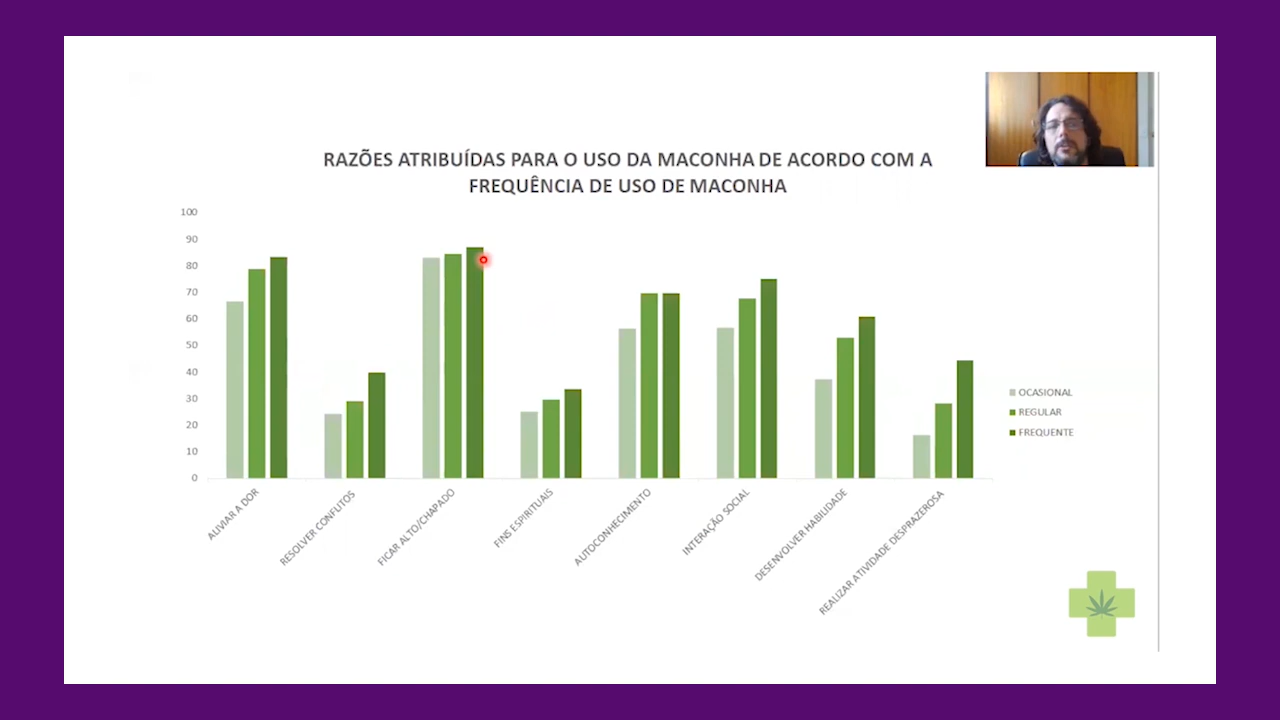 RAZÕES ATRIBUÍDAS PARA O USO DA MACONHA DE ACORDO COM A
FREQUÊNCIA DE USO DE MACONHA
100
90
80
70
60
50
40
30
20
10
0
ALIVIAR A DOR
RESOLVER CONFLITOS
FICAR ALTO/CHAPADO
FINS ESPIRITUAIS
AUTOCONHECIMENTO
INTERAÇÃO SOCIAL
DESENVOLVER HABILIDADE
REALIZAR ATIVIDADE DESPRAZEROSA
OCASIONAL
REGULAR
FREQUENTE